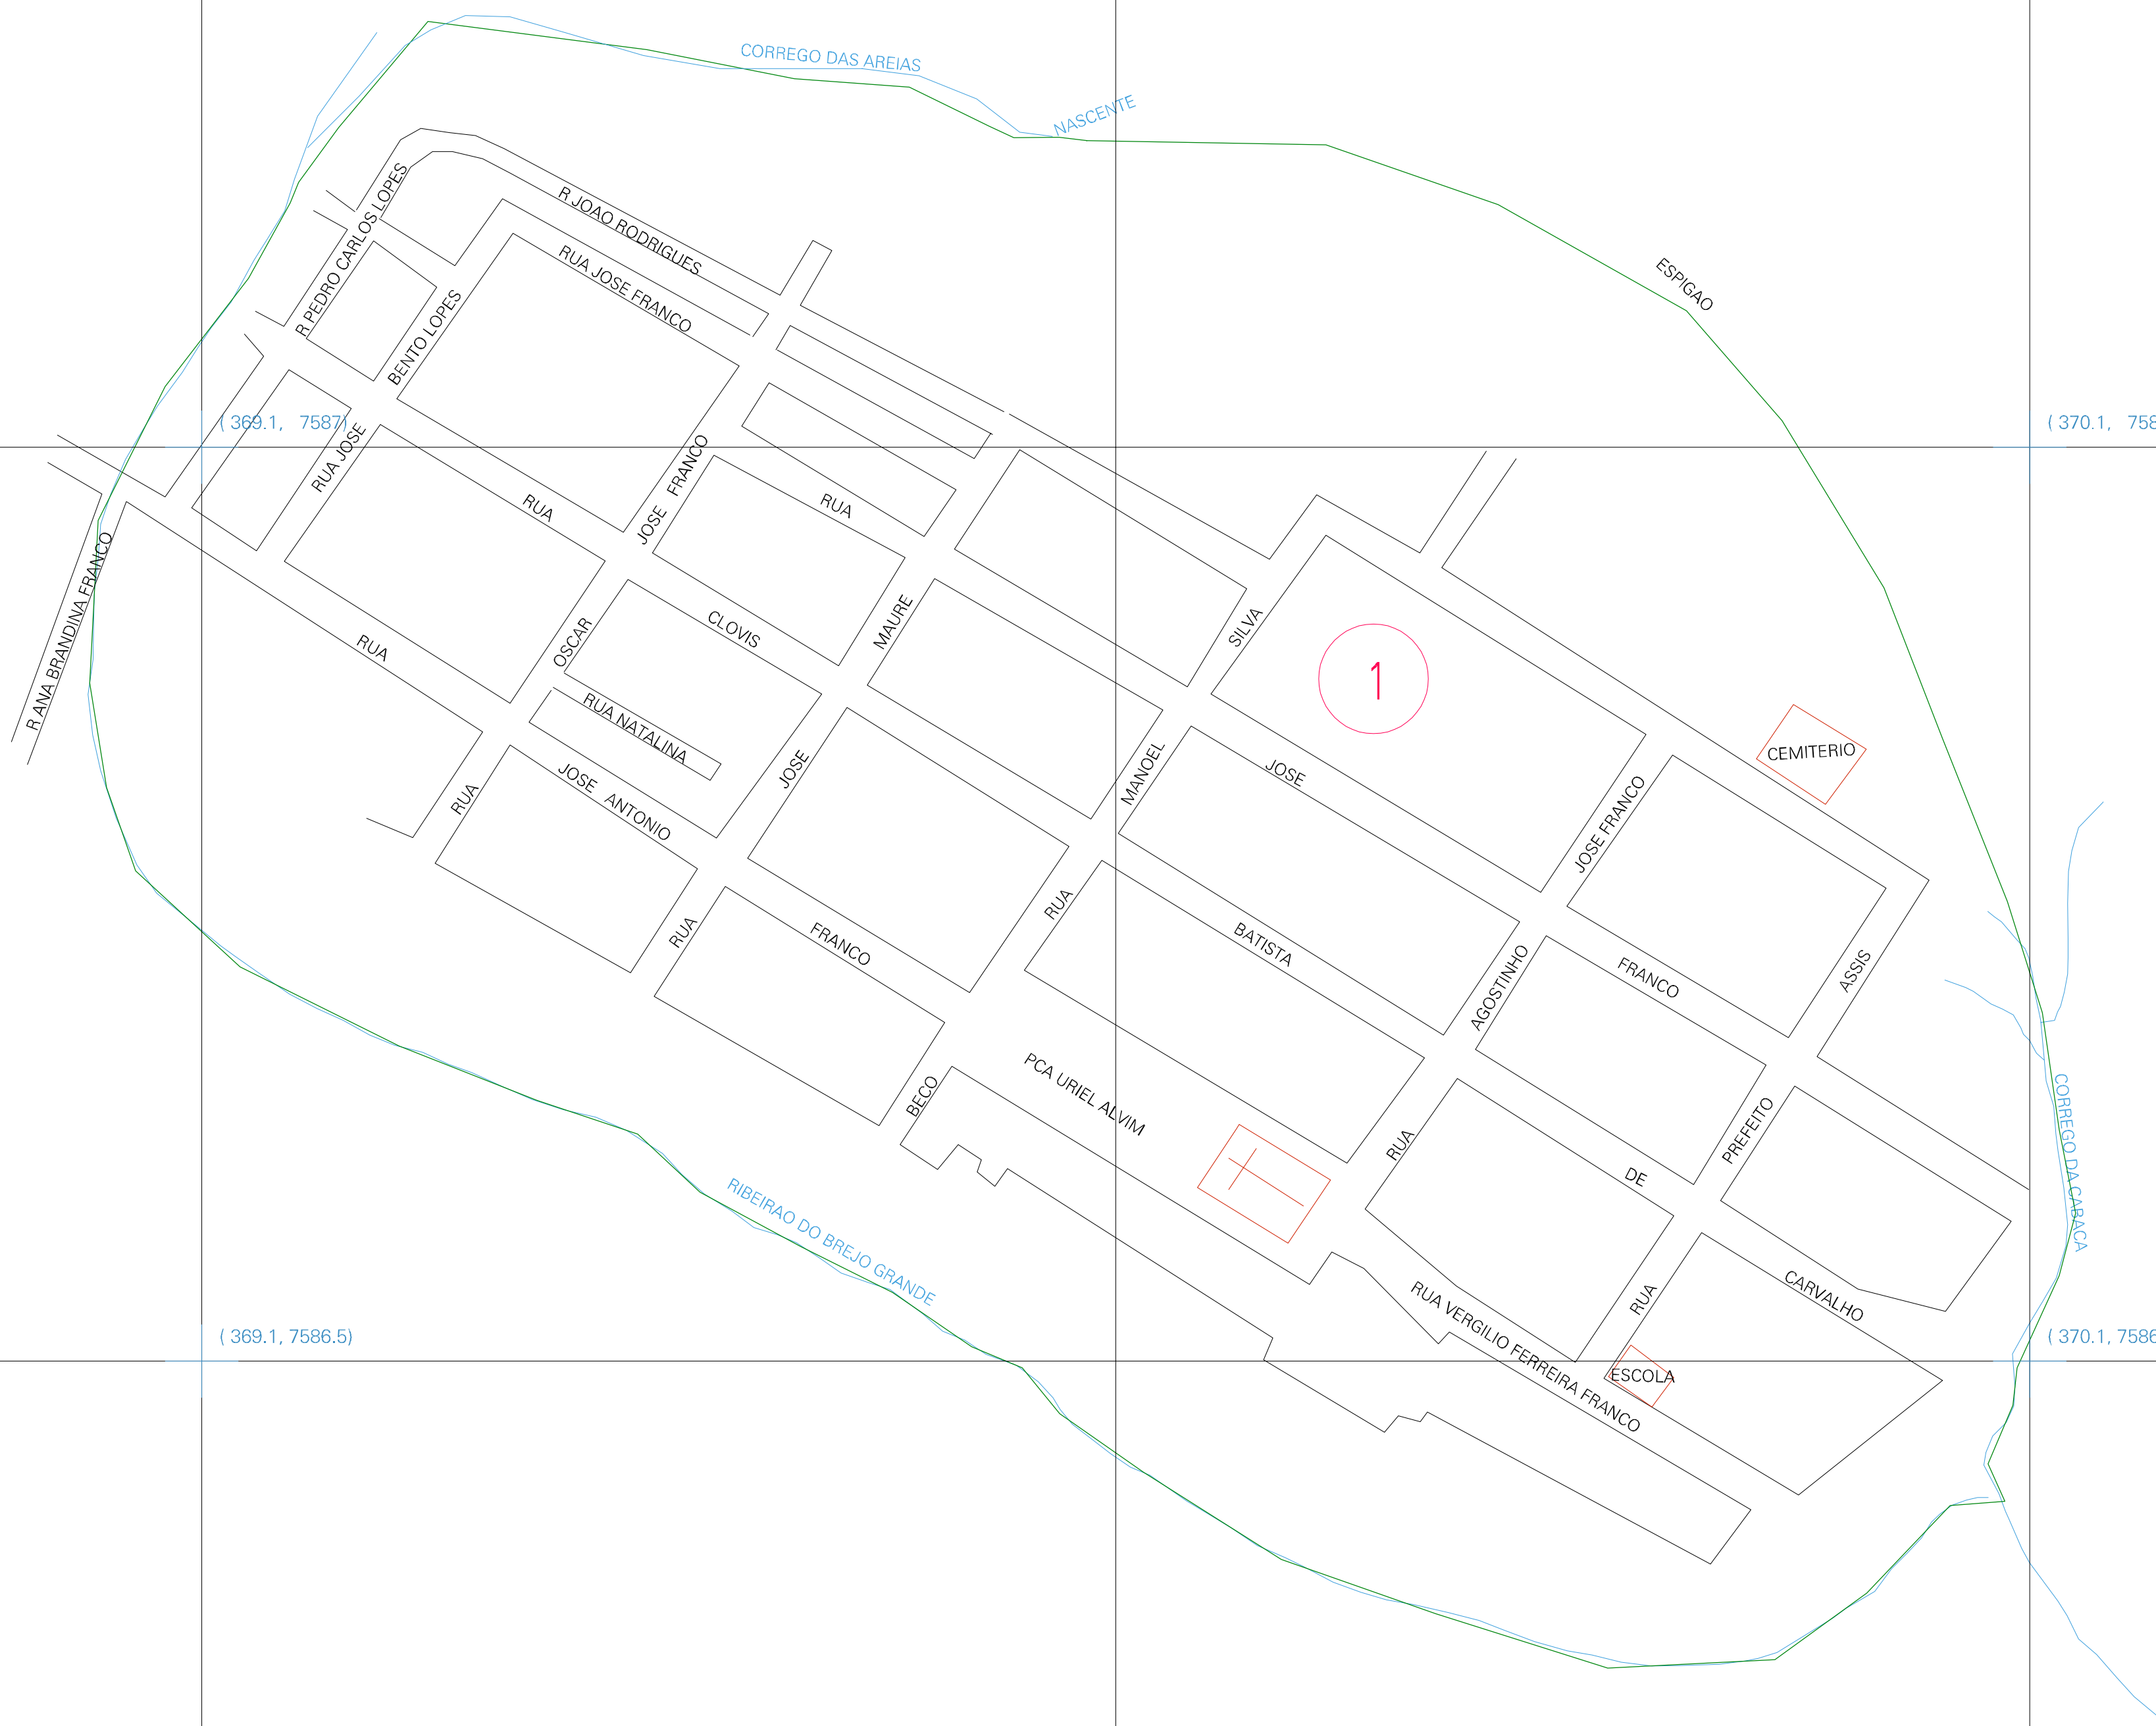 CORREGO DAS AREIAS
NASCENTE
R PEDRO CARLOS LOPES
R JOAO RODRIGUES
RUA JOSE FRANCO
ESPIGAO
BENTO LOPES
( 369.1, 7587)
( 370.1, 758
RUA JOSE
RUA
JOSE FRANCO
RUA
R ANA BRANDINA FRANCO
RUA
OSCAR
CLOVIS
MAURE
SILVA
1
RUA NATALINA
CEMITERIO
RUA
JOSE ANTONIO
JOSE
MANOEL
JOSE
JOSE FRANCO
RUA
FRANCO
RUA
BATISTA
AGOSTINHO
FRANCO
ASSIS
BECO
PCA URIEL ALVIM
RUA
DE
PREFEITO
CORREGO DA CABACA
RIBEIRAO DO BREJO GRANDE
RUA
CARVALHO
RUA VERGILIO FERREIRA FRANCO
( 369.1, 7586.5)
( 370.1, 7586
ESCOLA